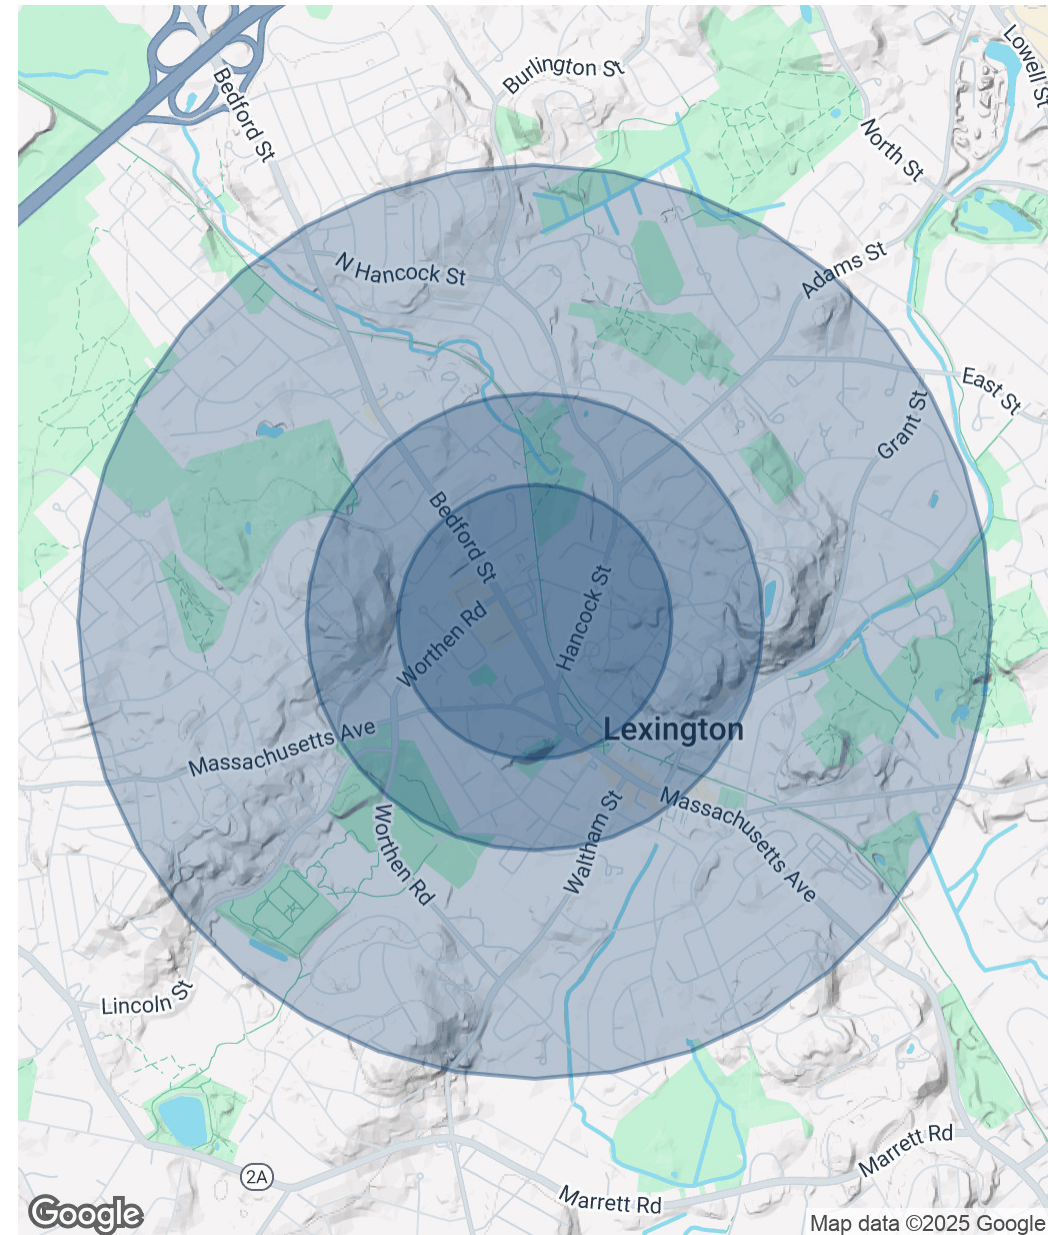 Lowell St
Burlington St
Bedford St
North St
N Hancock St
Adams St
East St
Grant St
Bedford St
Hancock St
Worthen Rd
Lexington
Massachusetts Ave
Massachusetts Ave
Waltham St
Worthen Rd
Lincoln St
Marrett Rd
2A
Marrett Rd
Google
Map data ©2025 Google